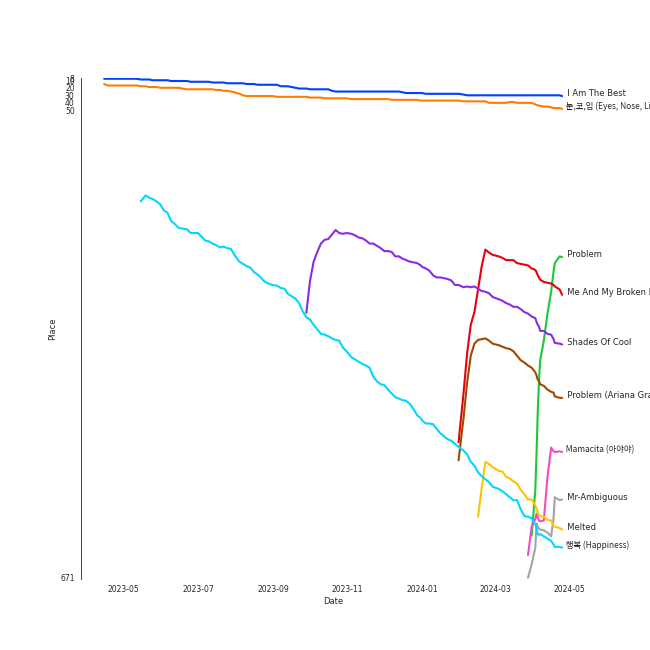 10
20
30
40
50
671
Place
I Am The Best
눈,코,입 (Eyes, Nose, Li
Problem
Me And My Broken
Shades Of Cool
Problem (Ariana Gra
Mamacita (아야야)
Mr-Ambiguous
Melted
행복 (Happiness)
2023-05 2023-07 2023-09 2023-11 2024-01 2024-03 2024-05
Date